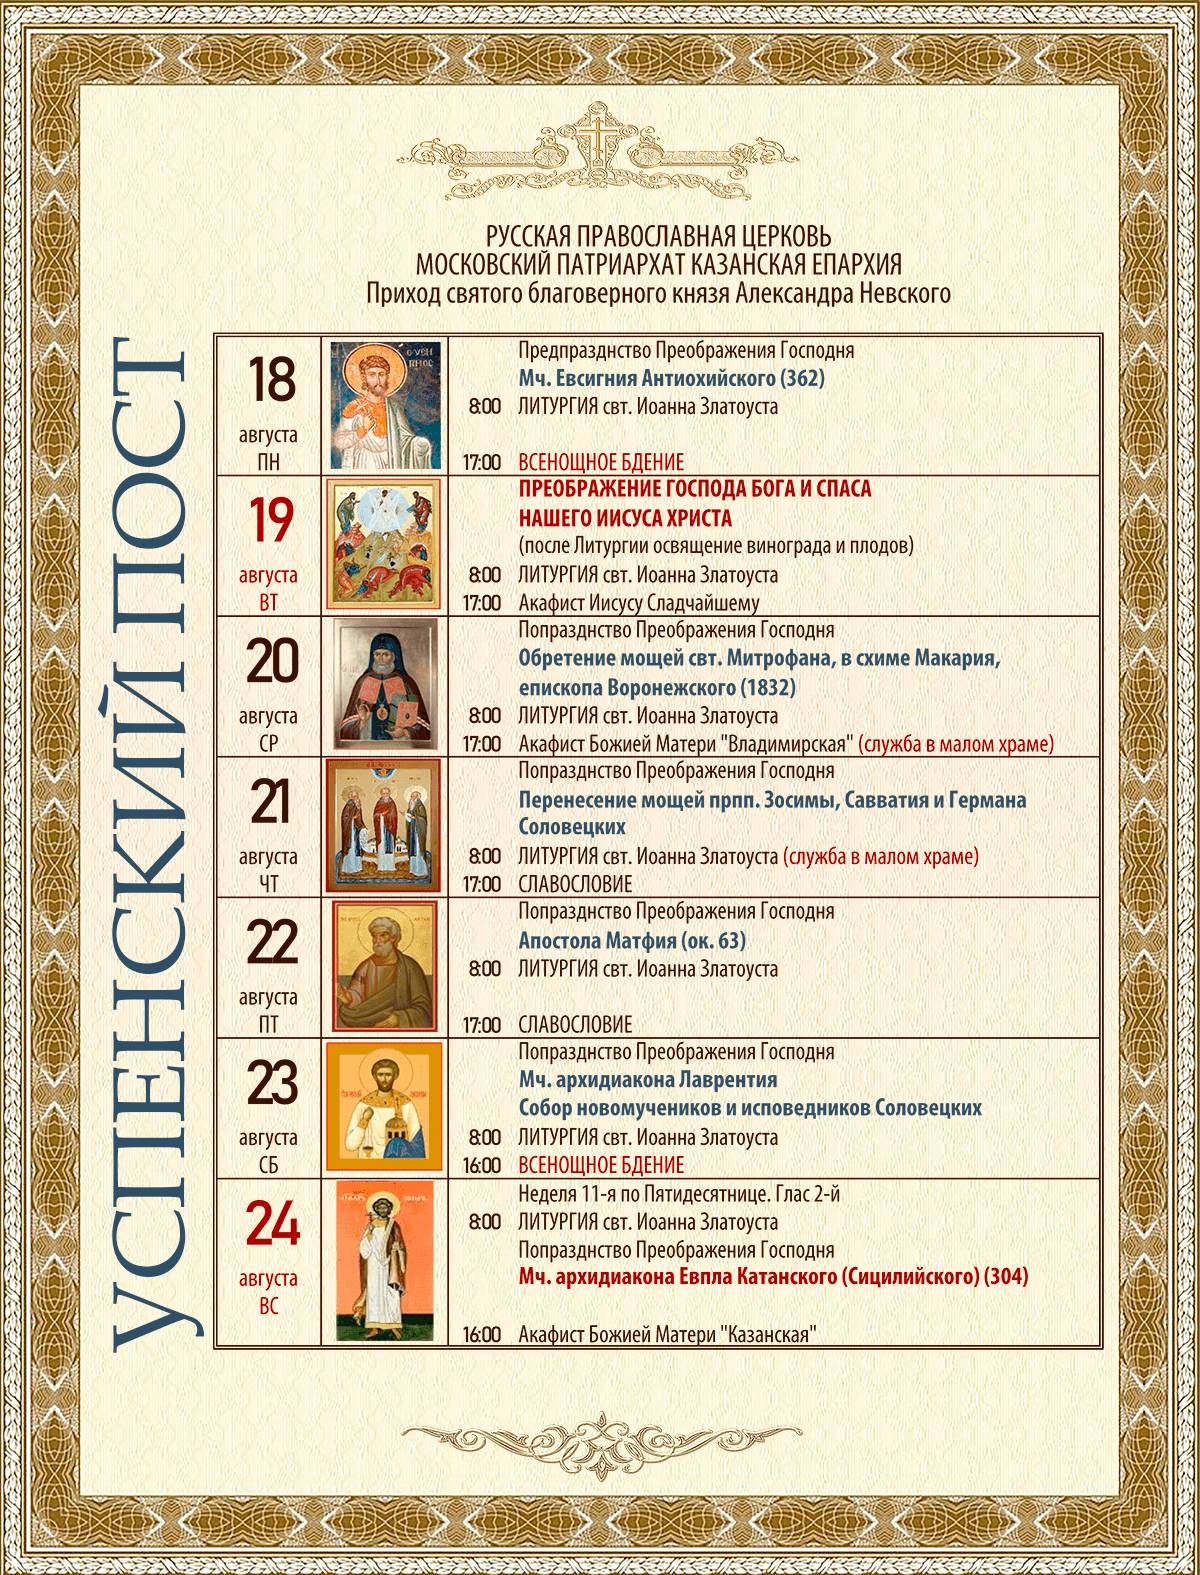 РУССКАЯ ПРАВОСЛАВНАЯ ЦЕРКОВЬ
МОСКОВСКИЙ ПАТРИАРХАТ КАЗАНСКАЯ ЕПАРХИЯ
Приход святого благоверного князя Александра Невского
УСПЕНСКИЙ ПОСТ
18
августа
ПН
Предпразднство Преображения Господня
Мч. Евсигния Антиохийского (362)
8:00 ЛИТУРГИЯ свт. Иоанна Златоуста
17:00 ВСЕНОЩНОЕ БДЕНИЕ
19
августа
ВТ
ПРЕОБРАЖЕНИЕ ГОСПОДА БОГА И СПАСА
НАШЕГО ИИСУСА ХРИСТА
(после Литургии освящение винограда и плодов)
8:00 ЛИТУРГИЯ свт. Иоанна Златоуста
17:00 Акафист Иисусу Сладчайшему
20
августа
СР
Попразднство Преображения Господня
Обретение мощей свт. Митрофана, в схиме Макария,
епископа Воронежского (1832)
8:00 ЛИТУРГИЯ свт. Иоанна Златоуста
17:00 Акафист Божией Матери "Владимирская" (служба в малом храме)
21
августа
ЧТ
Попразднство Преображения Господня
Перенесение мощей прпп. Зосимы, Савватия и Германа
Соловецких
8:00 ЛИТУРГИЯ свт. Иоанна Златоуста (служба в малом храме)
17:00 СЛАВОСЛОВИЕ
22
августа
ПТ
Попразднство Преображения Господня
Апостола Матфия (ок. 63)
8:00 ЛИТУРГИЯ свт. Иоанна Златоуста
17:00 СЛАВОСЛОВИЕ
23
августа
СБ
Попразднство Преображения Господня
Мч. архидиакона Лаврентия
Собор новомучеников и исповедников Соловецких
8:00 ЛИТУРГИЯ свт. Иоанна Златоуста
16:00 ВСЕНОЩНОЕ БДЕНИЕ
24
августа
ВС
Неделя 11-я по Пятидесятнице. Глас 2-й
8:00 ЛИТУРГИЯ свт. Иоанна Златоуста
Попразднство Преображения Господня
Мч. архидиакона Евпла Катанского (Сицилийского) (304)
16:00 Акафист Божией Матери "Казанская"